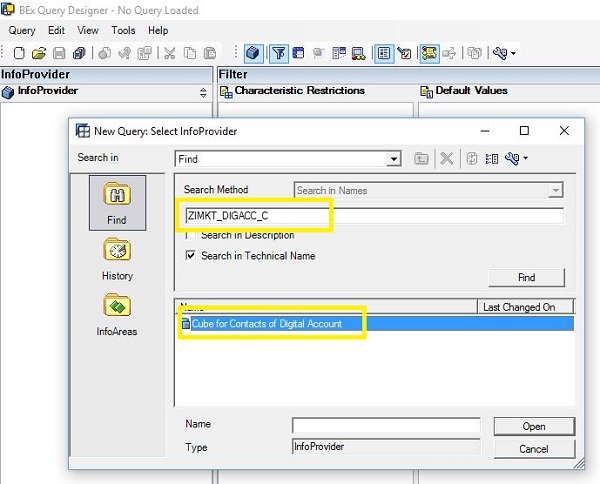 BEx Query Designer - No Query Loaded
Query Edit View Tools Help
InfoProvider Filter
InfoProvider Characteristic Restrictions Default Values
New Query: Select InfoProvider
Search in Find
Search Method Search in Names
ZIMKT_DIGACC_C
Find
Search in Description
Search in Technical Name
History
Find
InfoAreas
Name Last Changed On
Cube for Contacts of Digital Account
Name Open
Type InfoProvider Cancel